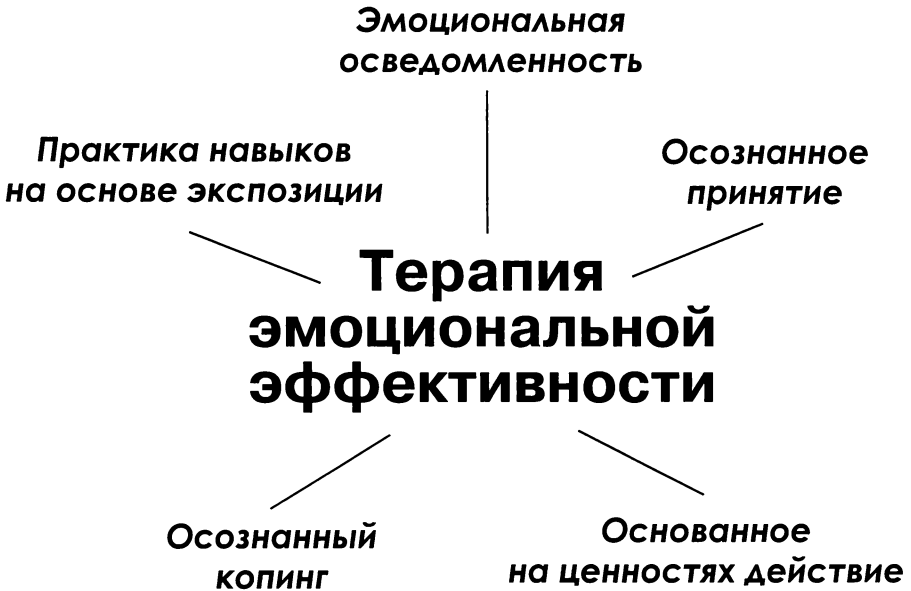 Эмоциональная
осведомленность
Практика навыков
на основе экспозиции
Осознанное
принятие
Терапия
эмоциональной
эффективности
Осознанный
копинг
Основанное
на ценностях действие